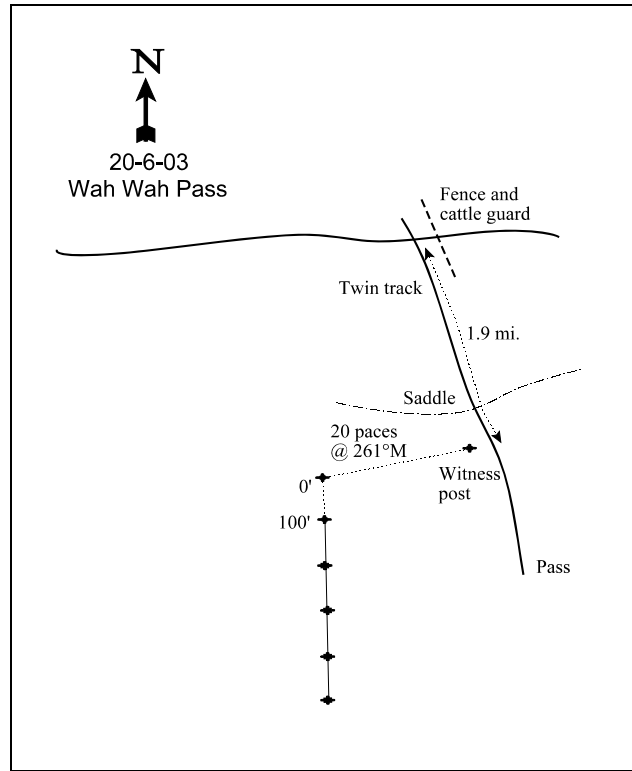 N
20-6-03
Wah Wah Pass
Fence and
cattle guard
Twin track
1.9 mi.
Saddle
20 paces
@ 261°M
0'
Witness
post
100'
Pass